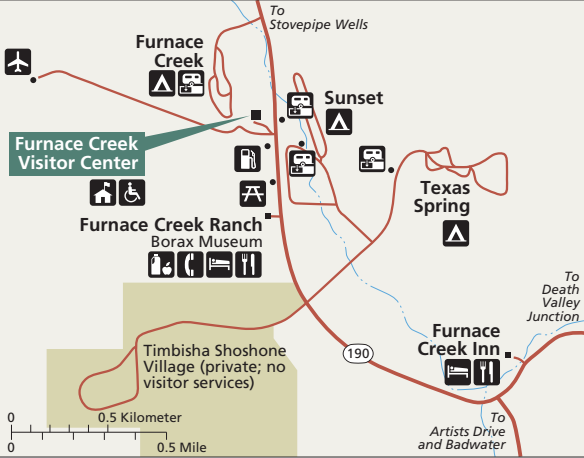 To
Stovepipe Wells
Furnace
Creek
Sunset
Furnace Creek
Visitor Center
Texas
Spring
Furnace Creek Ranch
Borax Museum
To
Death
Valley
Junction
Furnace
Creek Inn
190
Timbisha Shoshone
Village (private; no
visitor services)
0 0.5 Kilometer
0 0.5 Mile
To
Artists Drive
and Badwater